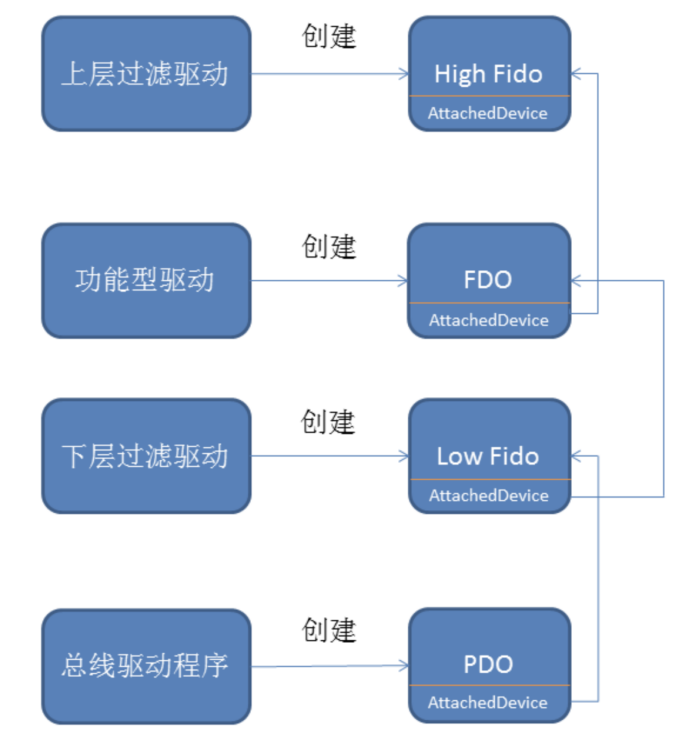 创建
上层过滤驱动
High Fido
AttachedDevice
创建
功能型驱动
FDO
AttachedDevice
创建
下层过滤驱动
Low Fido
AttachedDevice
创建
总线驱动程序
PDO
AttachedDevice